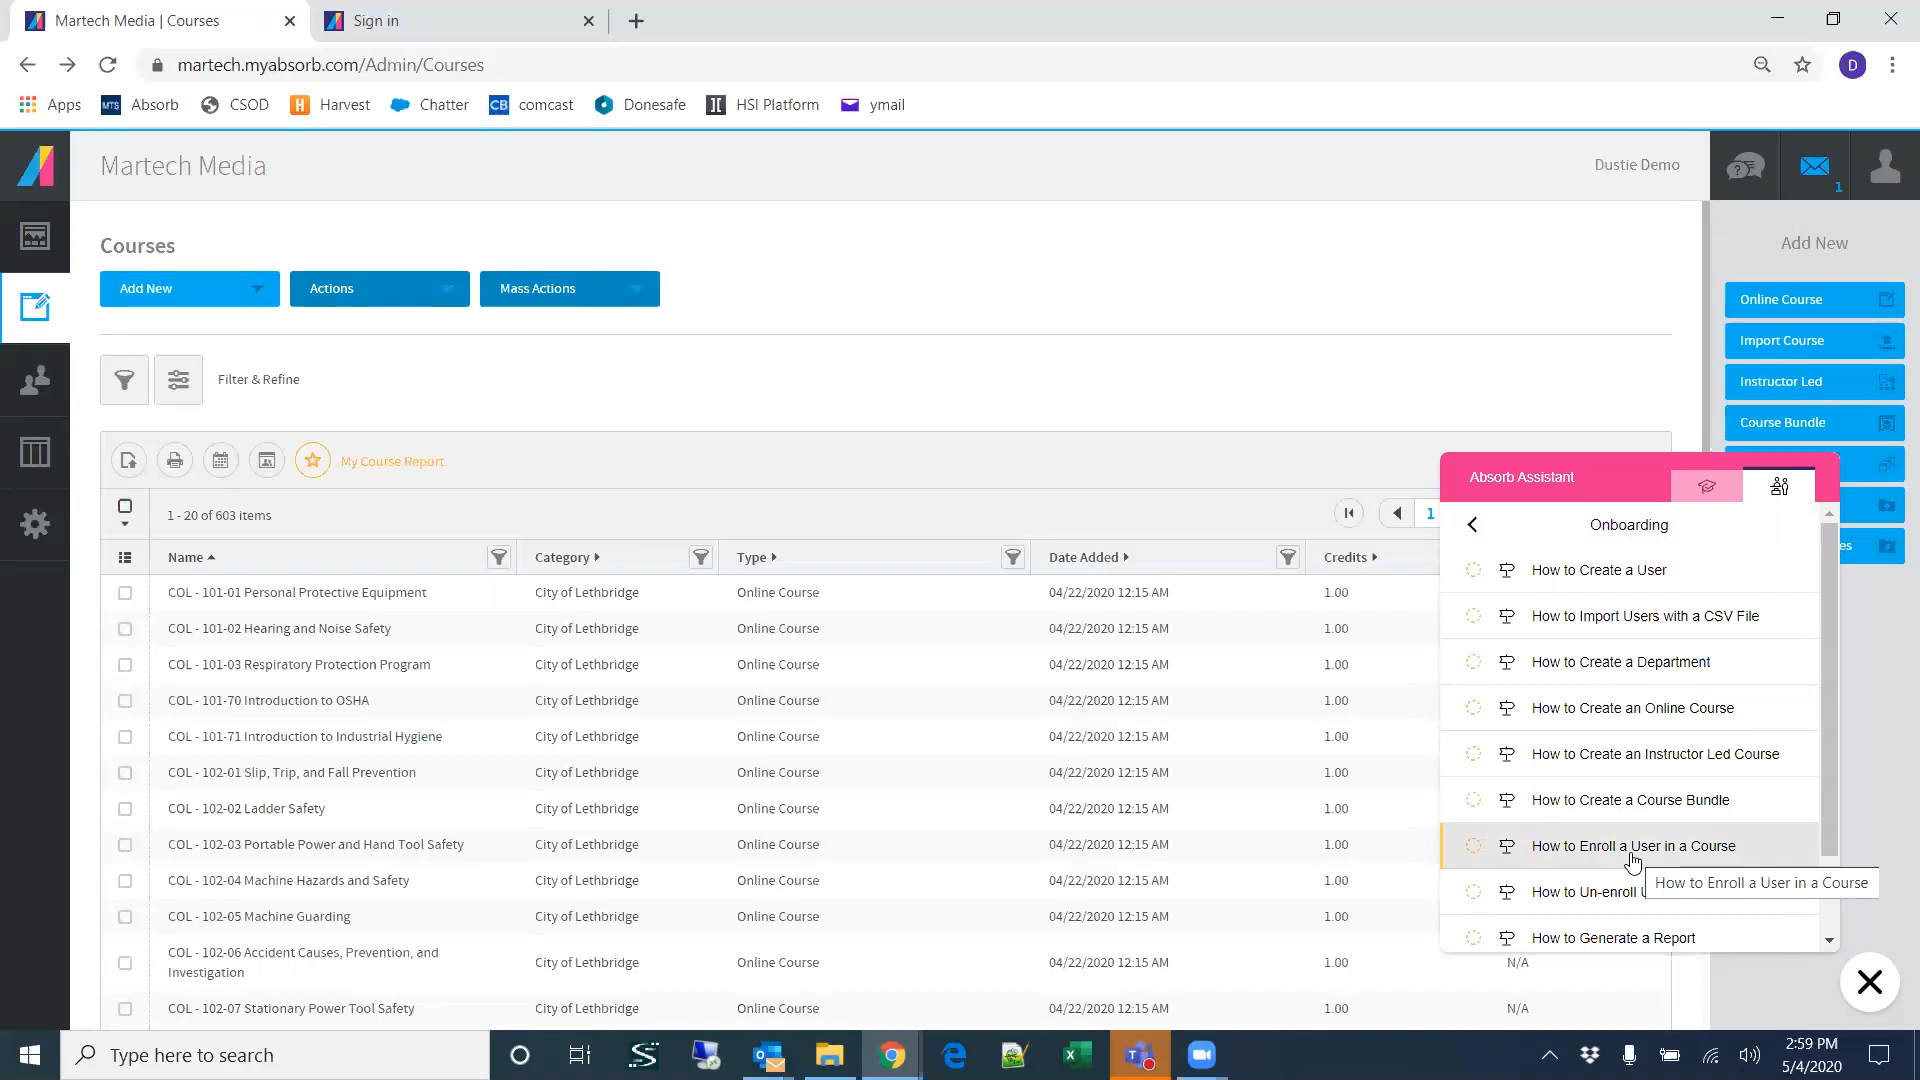 Martech Media | Courses
Sign in
martech.myabsorb.com/Admin/Courses
D
Apps
MTS Absorb
CSOD
H Harvest
Chatter
CB comcast
Donesafe
HSI Platform
ymail
Martech Media
Dustie Demo
1
Courses
Add New
Actions
Mass Actions
Filter & Refine
My Course Report
1 - 20 of 603 items
1
Name Category Type Date Added Credits
COL - 101-01 Personal Protective Equipment City of Lethbridge Online Course 04/22/2020 12:15 AM 1.00
COL - 101-02 Hearing and Noise Safety City of Lethbridge Online Course 04/22/2020 12:15 AM 1.00
COL - 101-03 Respiratory Protection Program City of Lethbridge Online Course 04/22/2020 12:15 AM 1.00
COL - 101-70 Introduction to OSHA City of Lethbridge Online Course 04/22/2020 12:15 AM 1.00
COL - 101-71 Introduction to Industrial Hygiene City of Lethbridge Online Course 04/22/2020 12:15 AM 1.00
COL - 102-01 Slip, Trip, and Fall Prevention City of Lethbridge Online Course 04/22/2020 12:15 AM 1.00
COL - 102-02 Ladder Safety City of Lethbridge Online Course 04/22/2020 12:15 AM 1.00
COL - 102-03 Portable Power and Hand Tool Safety City of Lethbridge Online Course 04/22/2020 12:15 AM 1.00
COL - 102-04 Machine Hazards and Safety City of Lethbridge Online Course 04/22/2020 12:15 AM 1.00
COL - 102-05 Machine Guarding City of Lethbridge Online Course 04/22/2020 12:15 AM 1.00
COL - 102-06 Accident Causes, Prevention, and
Investigation City of Lethbridge Online Course 04/22/2020 12:15 AM 1.00 N/A
COL - 102-07 Stationary Power Tool Safety City of Lethbridge Online Course 04/22/2020 12:15 AM 1.00 N/A
Add New
Online Course
Import Course
Instructor Led
Course Bundle
es
Absorb Assistant
Onboarding
How to Create a User
How to Import Users with a CSV File
How to Create a Department
How to Create an Online Course
How to Create an Instructor Led Course
How to Create a Course Bundle
How to Enroll a User in a Course
How to Enroll a User in a Course
How to Un-enroll U
How to Generate a Report
Type here to search
2:59 PM
5/4/2020